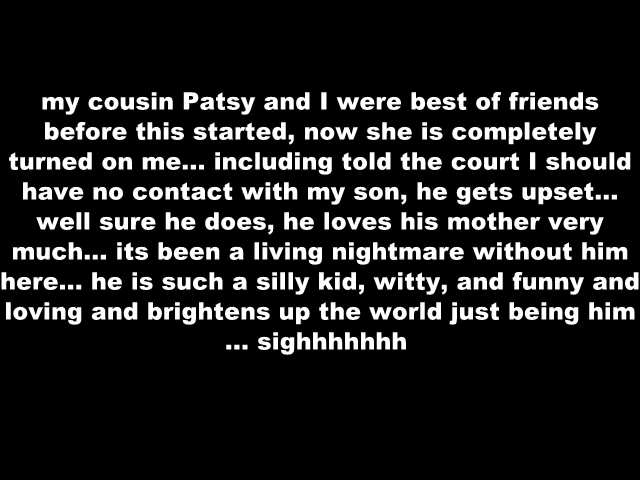 my cousin Patsy and I were best of friends
before this started, now she is completely
turned on me... including told the court I should
have no contact with my son, he gets upset...
well sure he does, he loves his mother very
much... its been a living nightmare without him
here... he is such a silly kid, witty, and funny and
loving and brightens up the world just being him
... sighhhhhhh